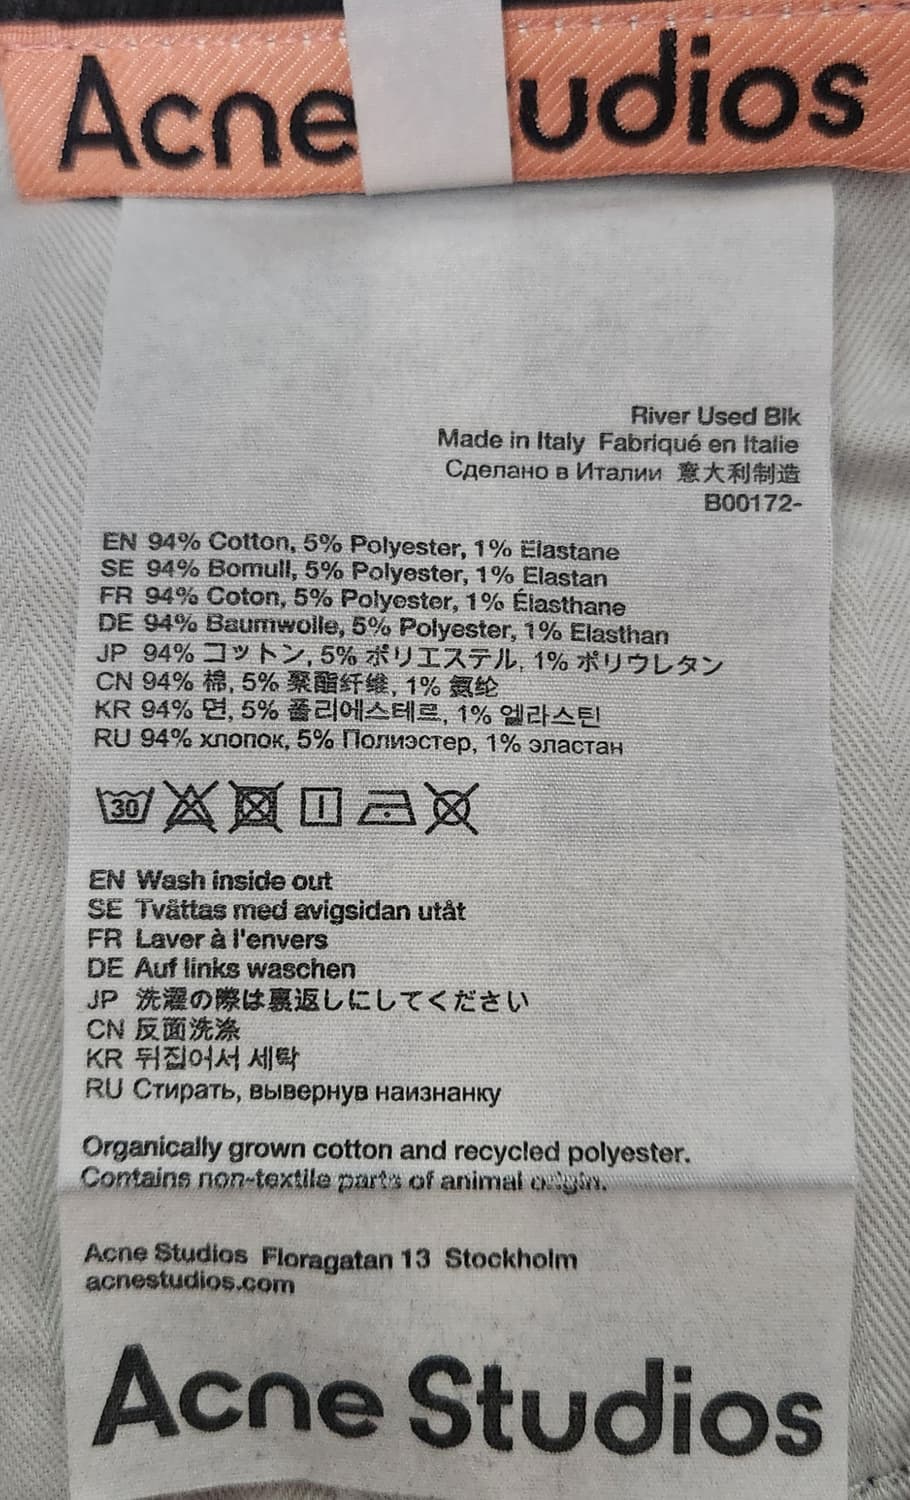 Acne Studios
River Used Blk
Made in Italy Fabriqué en Italie
Сделано в Италии 意大利制造
B00172-
EN 94% Cotton, 5% Polyester, 1% Elastane
SE 94% Bomull, 5% Polyester, 1% Elastan
FR 94% Coton, 5% Polyester, 1% Élasthane
DE 94% Baumwolle, 5% Polyester, 1% Elasthan
JP 94% コットン, 5% ポリエステル, 1% ポリウレタン
CN 94% 棉, 5% 聚酯纤维, 1% 氨纶
KR 94% 면, 5% 폴리에스테르, 1% 엘라스틴
RU 94% хлопок, 5% Полиэстер, 1% эластан
30
EN Wash inside out
SE Tvättas med avigsidan utåt
FR Laver à l'envers
DE Auf links waschen
JP 洗濯の際は裏返しにしてください
CN 反面洗涤
KR 뒤집어서 세탁
RU Стирать, вывернув наизнанку
Organically grown cotton and recycled polyester.
Contains non-textile parts of animal origin.
Acne Studios Floragatan 13 Stockholm
acnestudios.com
Acne Studios